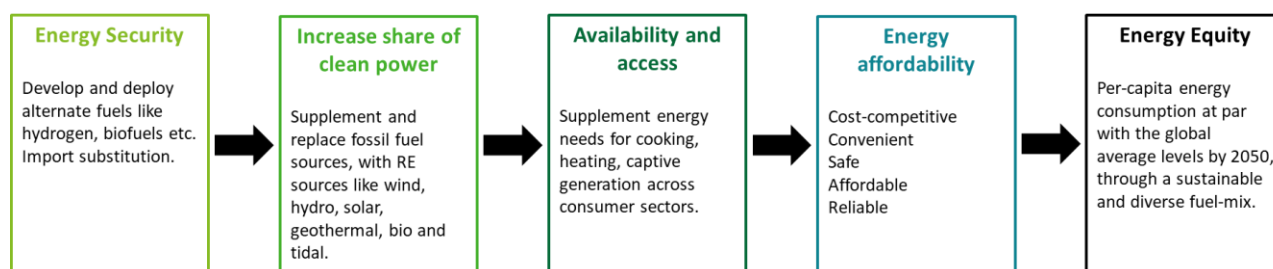 Energy Security
Develop and deploy
alternate fuels like
hydrogen, biofuels etc.
Import substitution.
Increase share of
clean power
Supplement and
replace fossil fuel
sources, with RE
sources like wind,
hydro, solar,
geothermal, bio and
tidal.
Availability and
access
Supplement energy
needs for cooking,
heating, captive
generation across
consumer sectors.
Energy
affordability
Cost-competitive
Convenient
Safe
Affordable
Reliable
Energy Equity
Per-capita energy
consumption at par
with the global
average levels by 2050,
through a sustainable
and diverse fuel-mix.